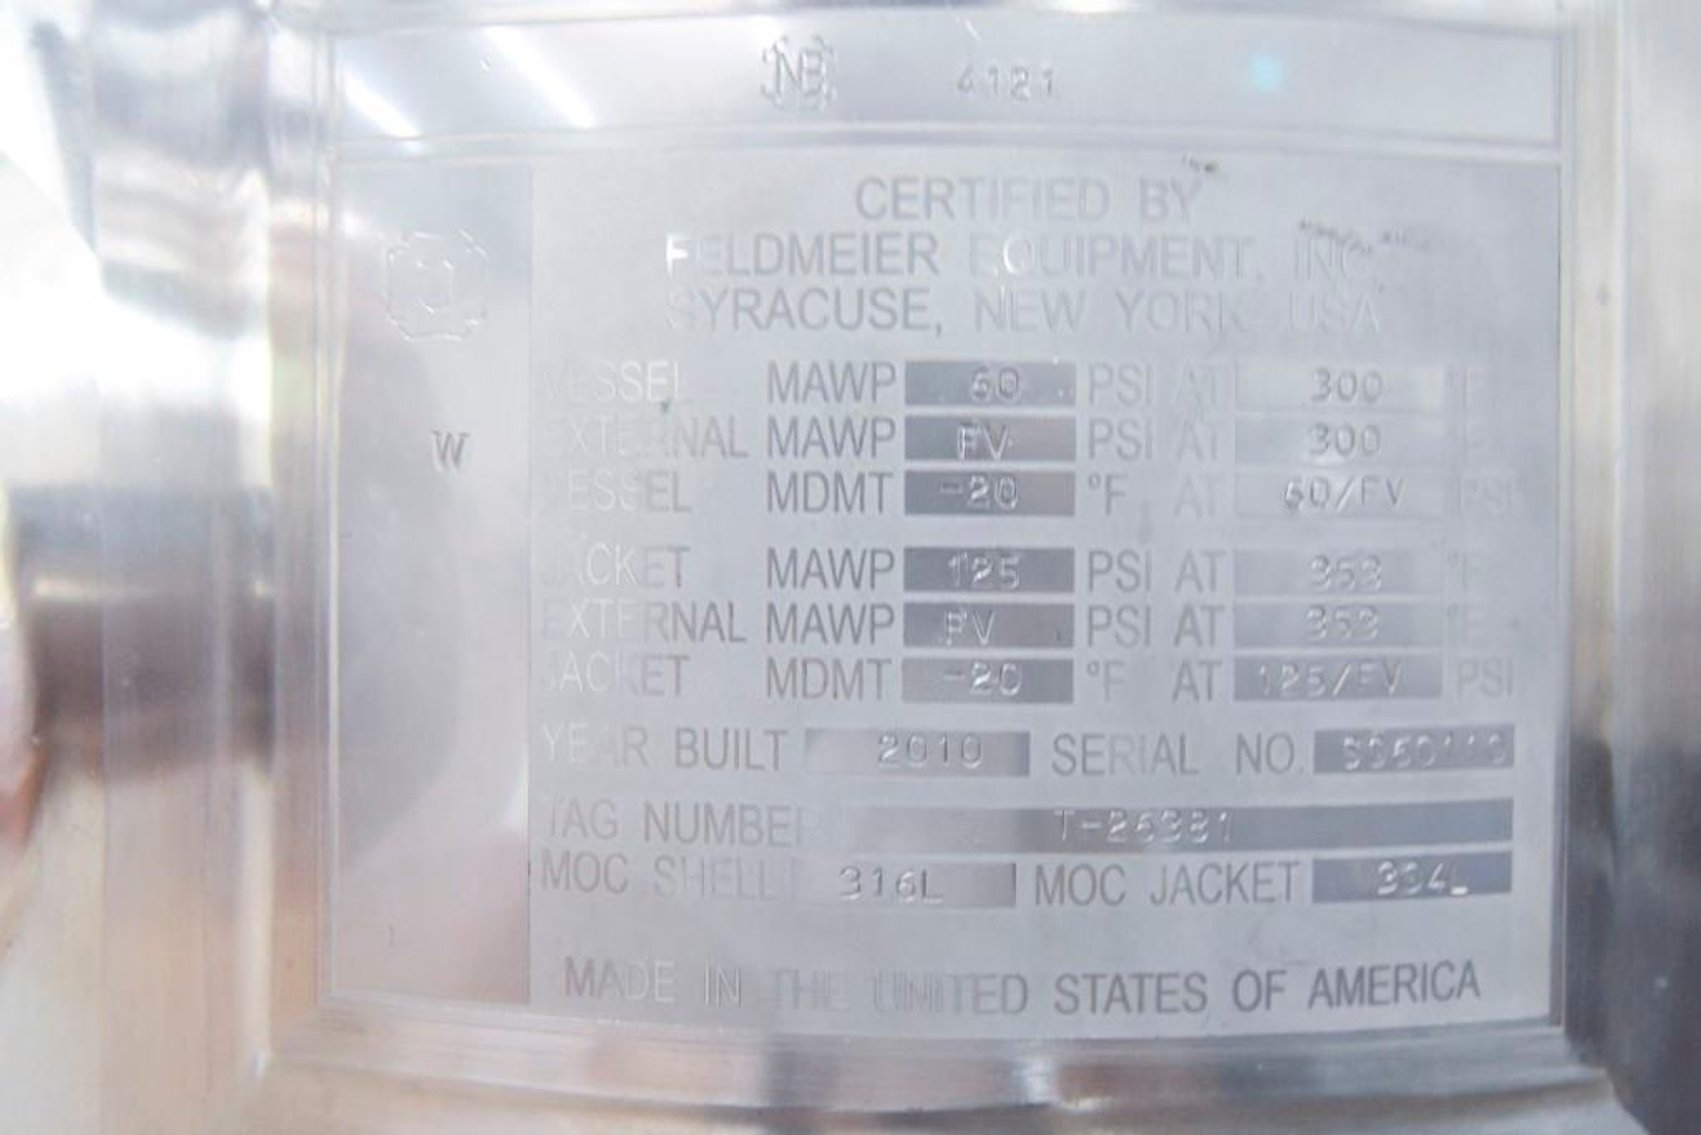 NB 4121
CERTIFIED BY
FELDMEIER EQUIPMENT, INC.
SYRACUSE, NEW YORK USA
W
VESSEL MAWP 60 PSI AT 300 °F
EXTERNAL MAWP FV PSI AT 300 °F
VESSEL MDMT -20 °F AT 60/FV PSI
JACKET MAWP 125 PSI AT 353 °F
EXTERNAL MAWP FV PSI AT 353 °F
JACKET MDMT -20 °F AT 125/FV PSI
YEAR BUILT 2010 SERIAL NO.
TAG NUMBER T-26381
MOC SHELL 316L MOC JACKET 304L
MADE IN THE UNITED STATES OF AMERICA